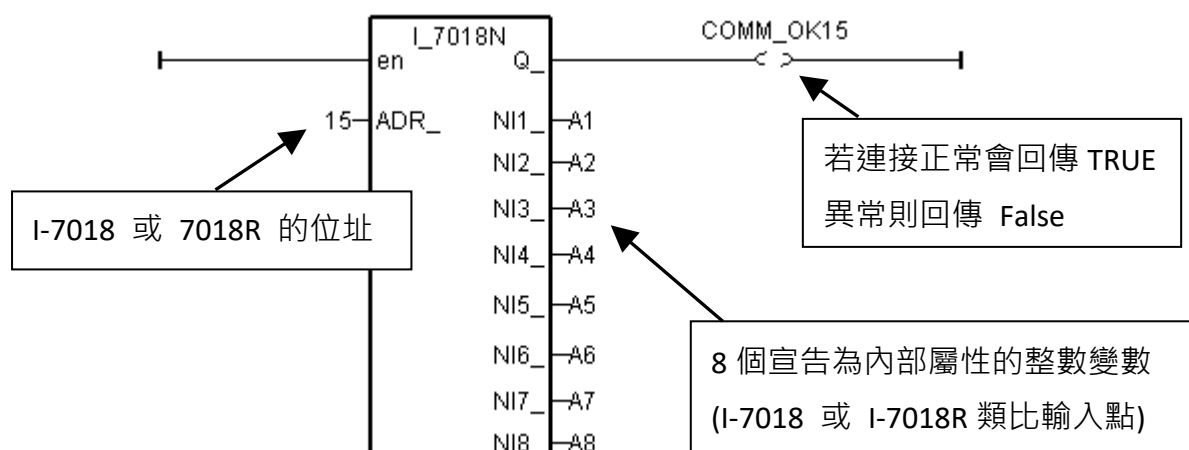 I_7018N
COMM_OK15
en Q_
15 ADR_ NI1_ A1
NI2_ A2
NI3_ A3
NI4_ A4
NI5_ A5
NI6_ A6
NI7_ A7
NI8_ A8
I-7018 或 7018R 的位址
若連接正常會回傳 TRUE
異常則回傳 False
8 個宣告為內部屬性的整數變數
(I-7018 或 I-7018R 類比輸入點)